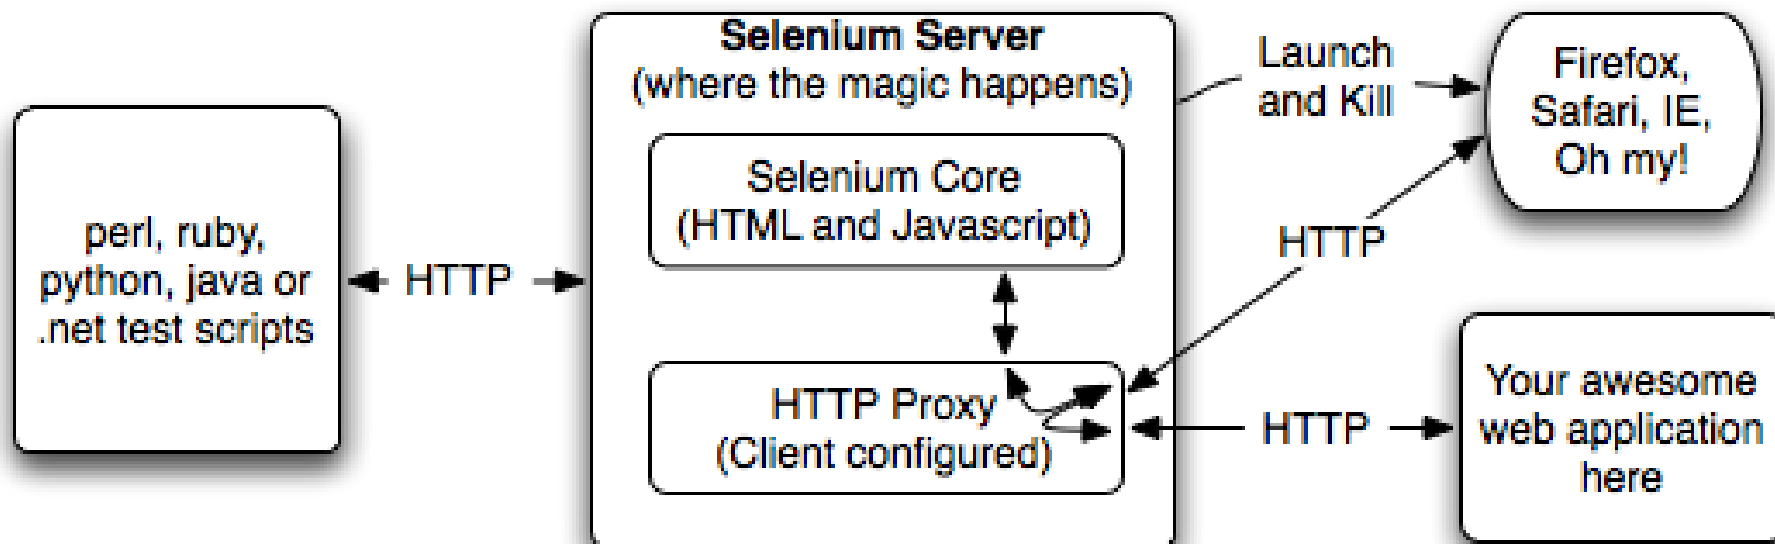 perl, ruby,
python, java or
.net test scripts
HTTP
Selenium Server
(where the magic happens)
Selenium Core
(HTML and Javascript)
HTTP Proxy
(Client configured)
Launch
and Kill
Firefox,
Safari, IE,
Oh my!
HTTP
HTTP
Your awesome
web application
here